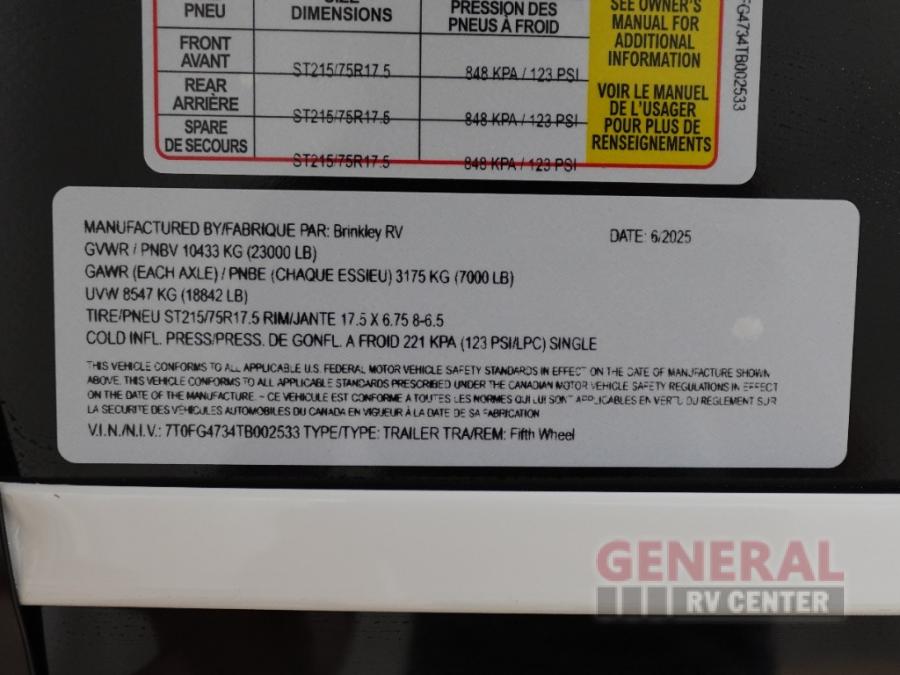 PNEU
SIZE
DIMENSIONS
PRESSION DES
PNEUS À FROID
SEE OWNER'S
MANUAL FOR
ADDITIONAL
INFORMATION
FRONT
AVANT
ST215/75R17.5
848 KPA / 123 PSI
REAR
ARRIÈRE
ST215/75R17.5
848 KPA / 123 PSI
SPARE
DE SECOURS
ST215/75R17.5
848 KPA / 123 PSI
VOIR LE MANUEL
DE L'USAGER
POUR PLUS DE
RENSEIGNEMENTS
FG4734TB002533
MANUFACTURED BY/FABRIQUE PAR: Brinkley RV
DATE: 6/2025
GVWR / PNBV 10433 KG (23000 LB)
GAWR (EACH AXLE) / PNBE (CHAQUE ESSIEU) 3175 KG (7000 LB)
UVW 8547 KG (18842 LB)
TIRE/PNEU ST215/75R17.5 RIM/JANTE 17.5 X 6.75 8-6.5
COLD INFL. PRESS/PRESS. DE GONFL. A FROID 221 KPA (123 PSI/LPC) SINGLE
THIS VEHICLE CONFORMS TO ALL APPLICABLE U.S. FEDERAL MOTOR VEHICLE SAFETY STANDARDS IN EFFECT ON THE DATE OF MANUFACTURE SHOWN
ABOVE. THIS VEHICLE CONFORMS TO ALL APPLICABLE STANDARDS PRESCRIBED UNDER THE CANADIAN MOTOR VEHICLE SAFETY REGULATIONS IN EFFECT
ON THE DATE OF THE MANUFACTURE. - CE VEHICULE EST CONFORME A TOUTES LES NORMES QUI LUI SONT APPLICABLES EN VERTU DU REGLEMENT SUR
LA SECURITE DES VEHICULES AUTOMOBILES DU CANADA EN VIGUEUR À LA DATE DE SA FABRICATION
V.I.N./N.I.V.: 7T0FG4734TB002533 TYPE/TYPE: TRAILER TRA/REM: Fifth Wheel
GENERAL
RV CENTER